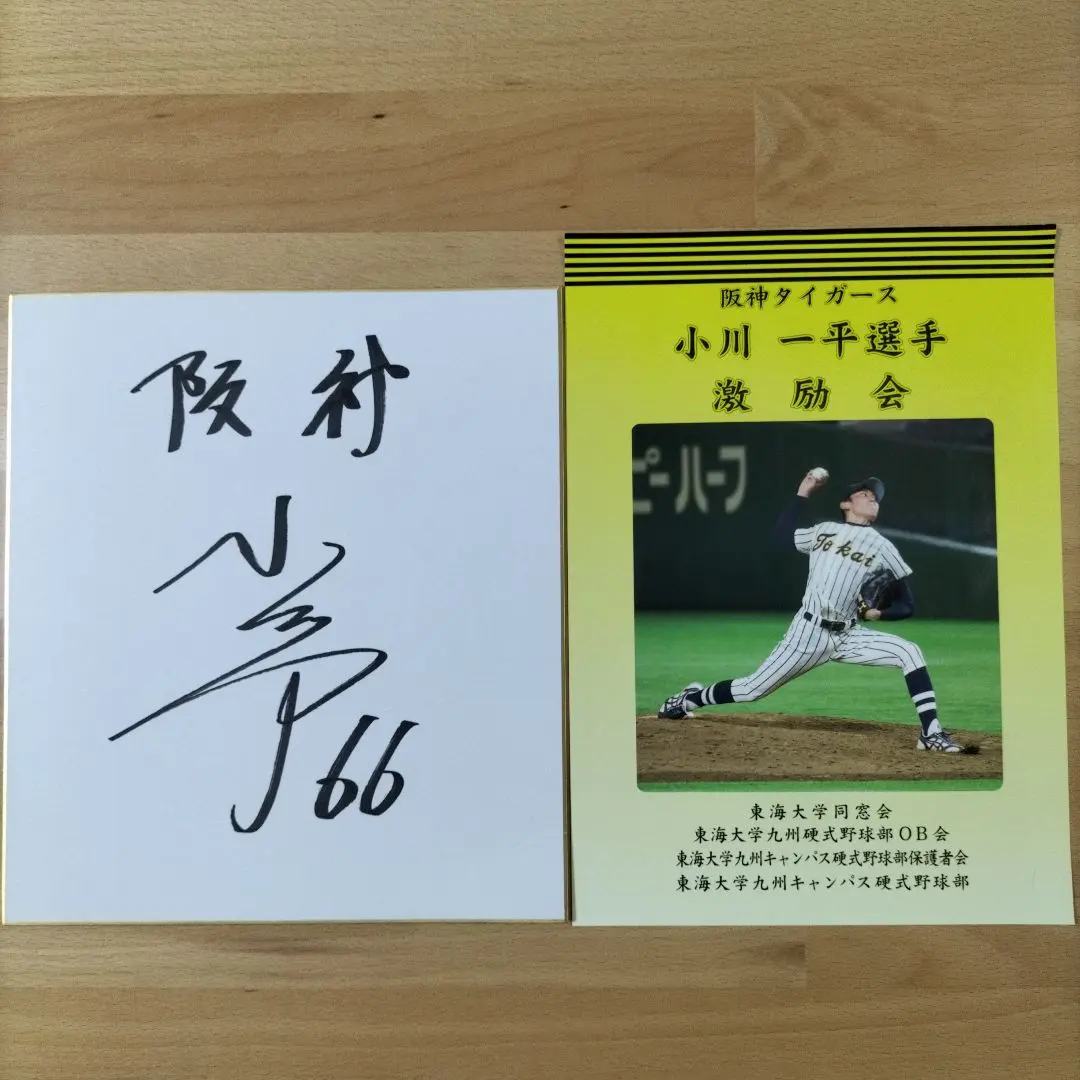 阪神
66
阪神タイガース
小川 一平選手
激励会
ピーハーフ
Tokai
東海大学同窓会
東海大学九州硬式野球部OB会
東海大学九州キャンパス硬式野球部保護者会
東海大学九州キャンパス硬式野球部